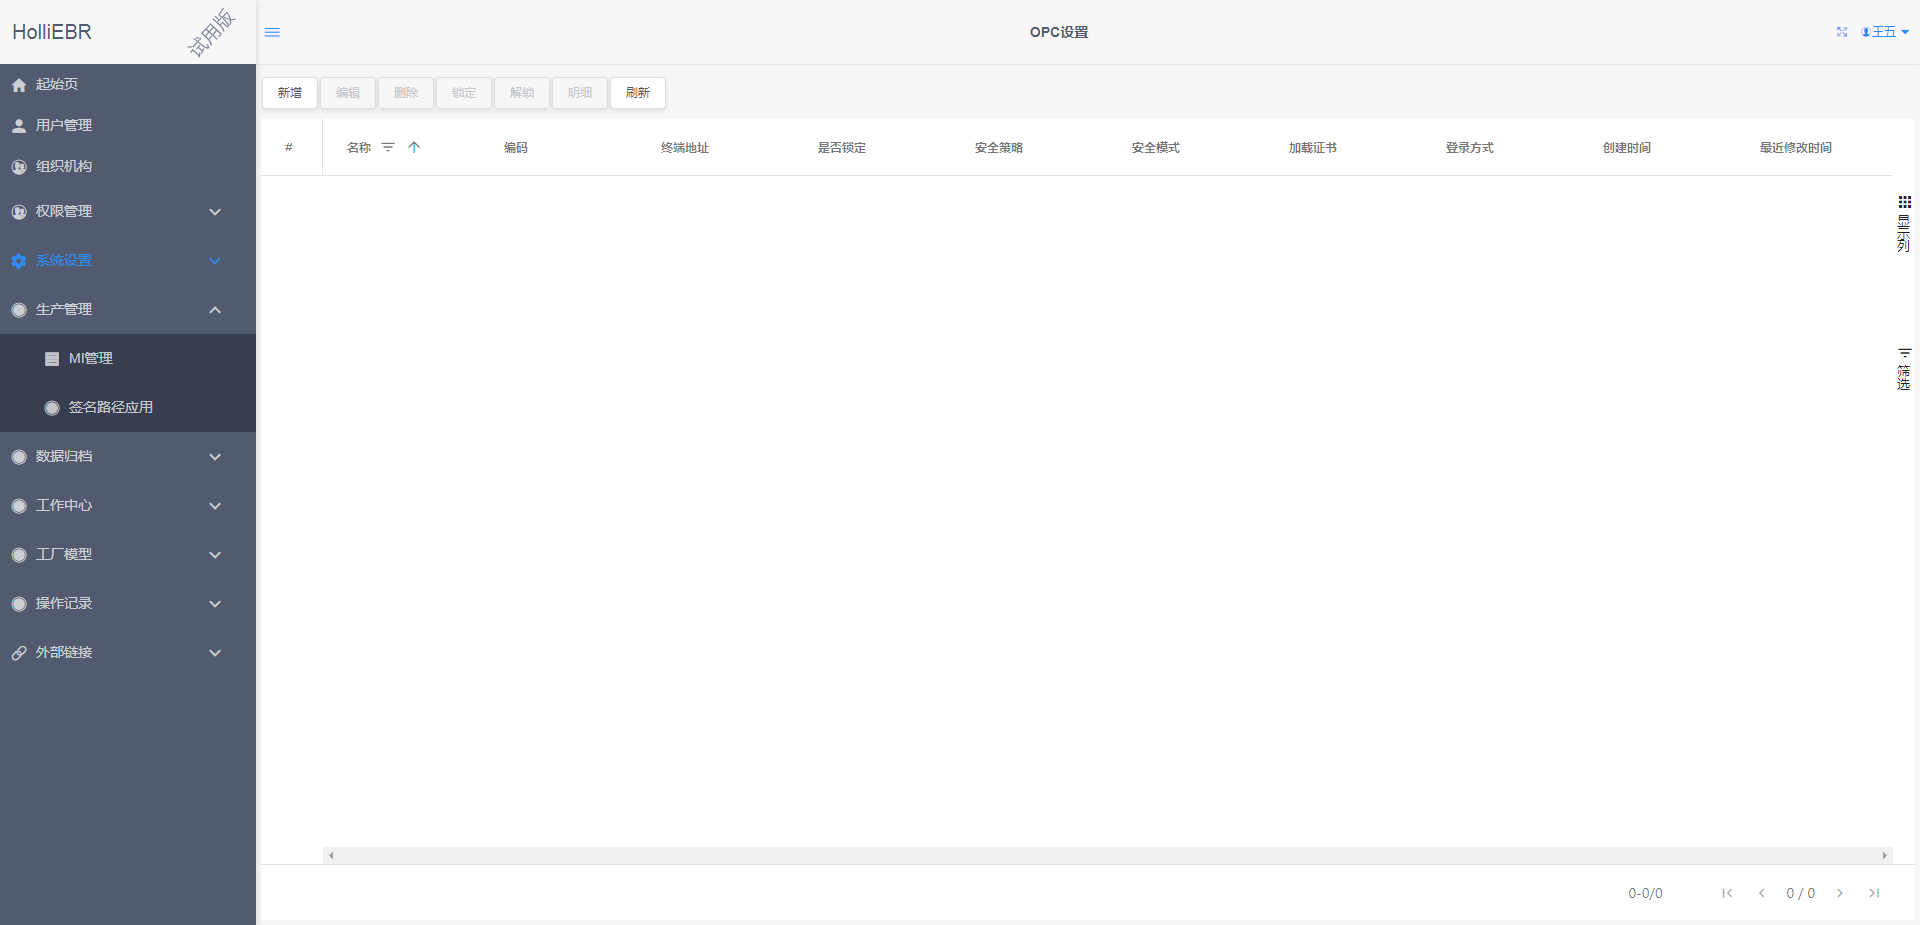 HolliEBR
试用版
OPC设置
王五
起始页
用户管理
组织机构
权限管理
系统设置
生产管理
MI管理
签名路径应用
数据归档
工作中心
工厂模型
操作记录
外部链接
新增 编辑 删除 锁定 解锁 明细 刷新
# 名称 编码 终端地址 是否锁定 安全策略 安全模式 加载证书 登录方式 创建时间 最近修改时间
显示列
筛选
0-0/0 0 / 0